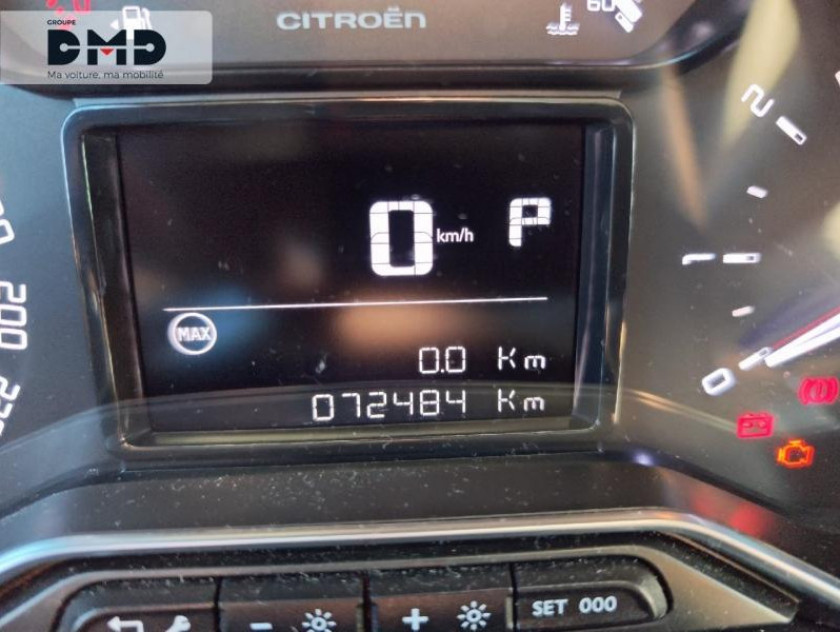 GROUPE
DMD
Ma voiture, ma mobilité
CITROËN
60
0 km/h P
MAX
0.0 Km
072484 Km
200
220
2
1
0
- +
SET 000